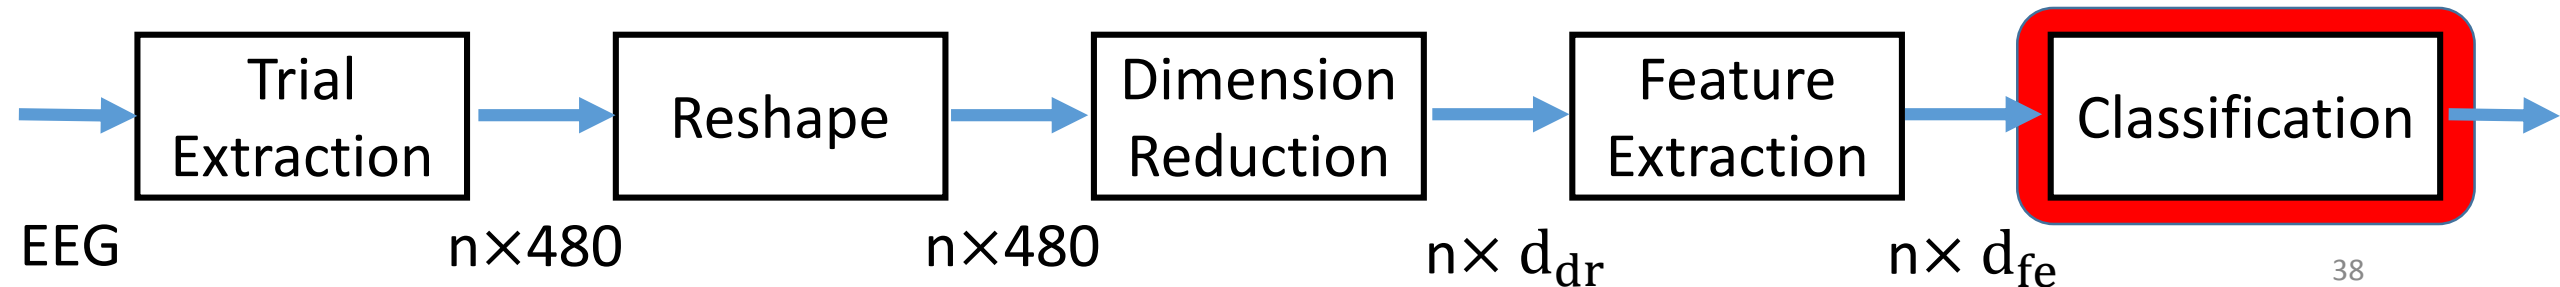 Trial
Extraction
Reshape
Dimension
Reduction
Feature
Extraction
Classification
EEG
n×480
n×480
n× d_dr
n× d_fe
38